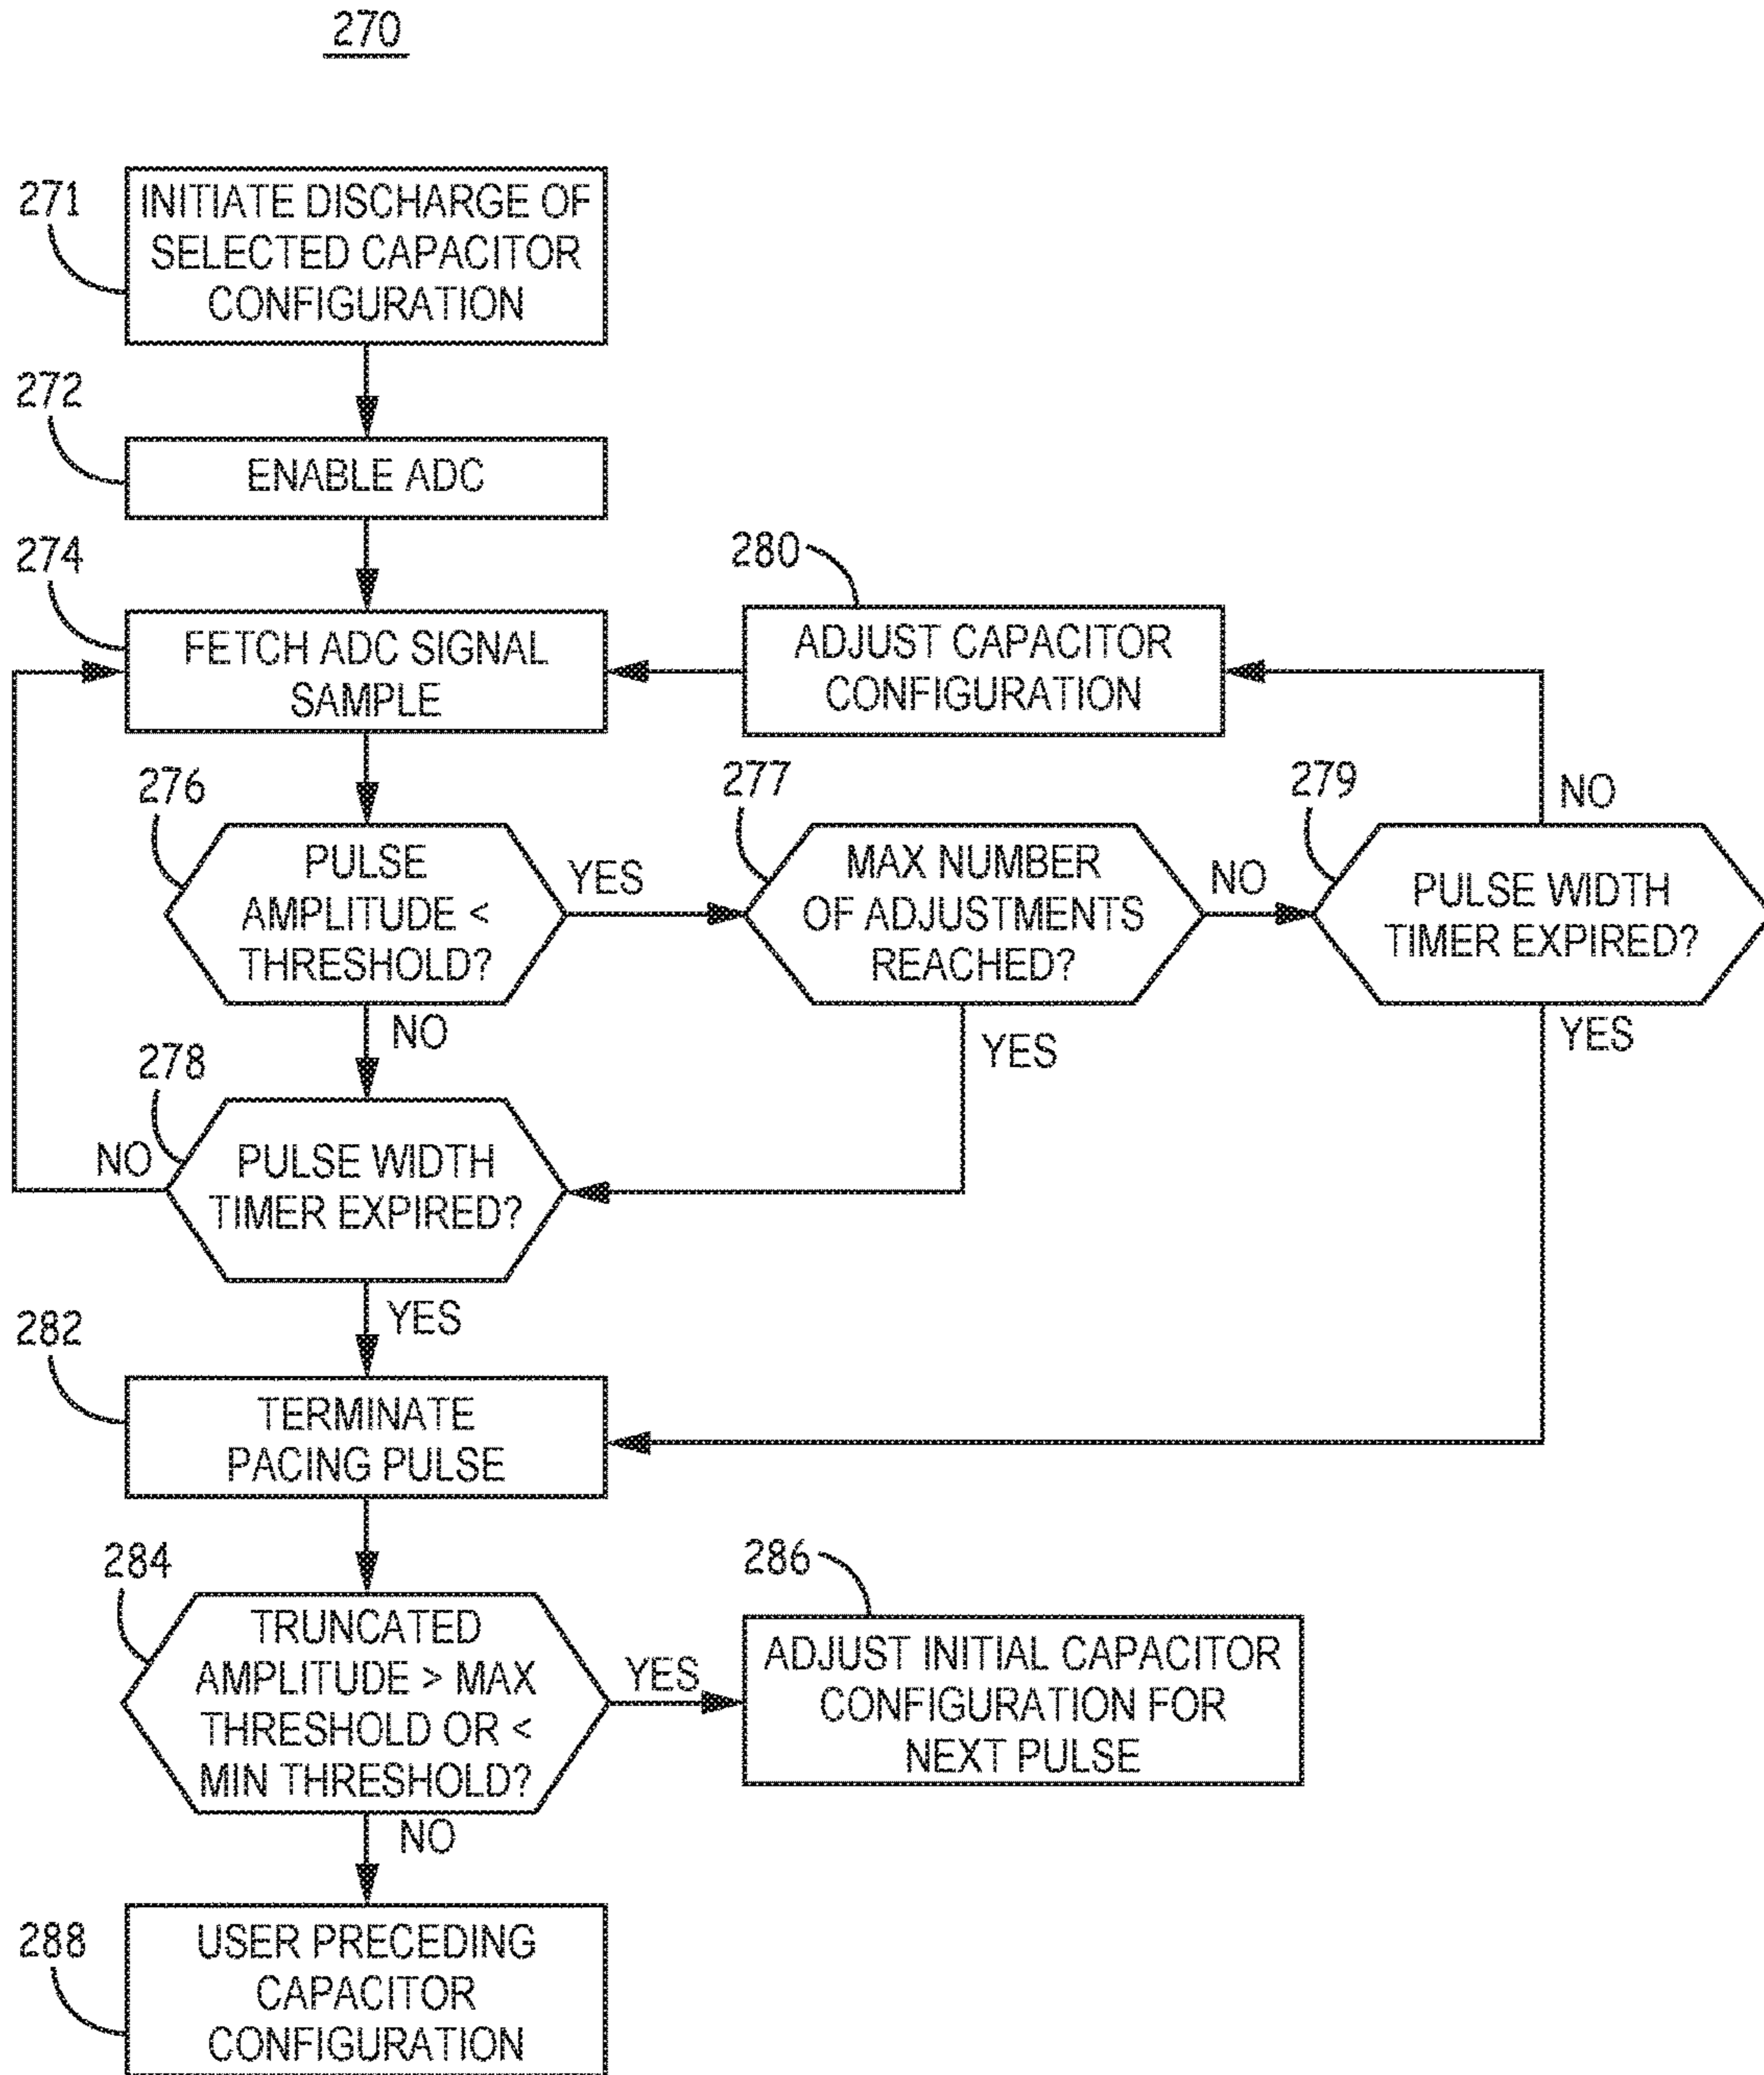 270
271
INITIATE DISCHARGE OF
SELECTED CAPACITOR
CONFIGURATION
272
ENABLE ADC
274
FETCH ADC SIGNAL
SAMPLE
280
ADJUST CAPACITOR
CONFIGURATION
276
PULSE
AMPLITUDE <
THRESHOLD?
YES
NO
277
MAX NUMBER
OF ADJUSTMENTS
REACHED?
NO
YES
279
NO
PULSE WIDTH
TIMER EXPIRED?
YES
278
NO
PULSE WIDTH
TIMER EXPIRED?
YES
282
TERMINATE
PACING PULSE
284
TRUNCATED
AMPLITUDE > MAX
THRESHOLD OR <
MIN THRESHOLD?
YES
NO
286
ADJUST INITIAL CAPACITOR
CONFIGURATION FOR
NEXT PULSE
288
USER PRECEDING
CAPACITOR
CONFIGURATION